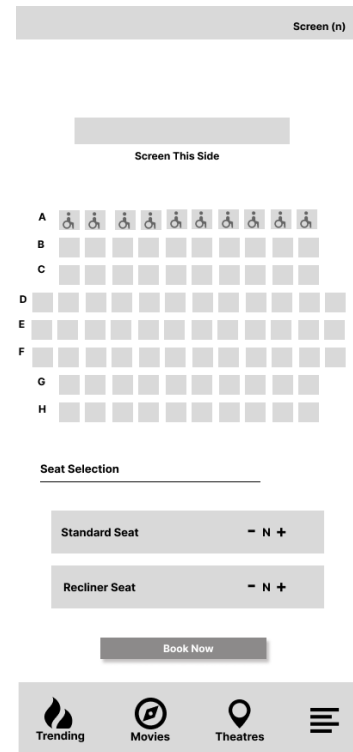 Screen (n)
Screen This Side
A
B
C
D
E
F
G
H
Seat Selection
Standard Seat - N +
Recliner Seat - N +
Book Now
Trending Movies Theatres